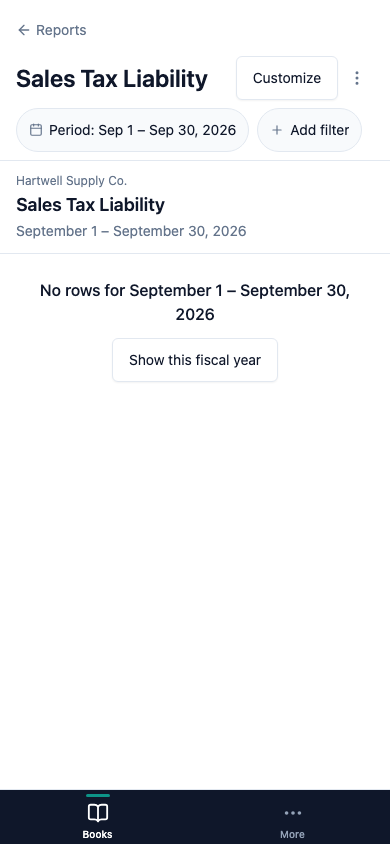 Reports
Sales Tax Liability
Customize
Period: Sep 1 – Sep 30, 2026
Add filter
Hartwell Supply Co.
Sales Tax Liability
September 1 – September 30, 2026
No rows for September 1 – September 30,
2026
Show this fiscal year
Books
More